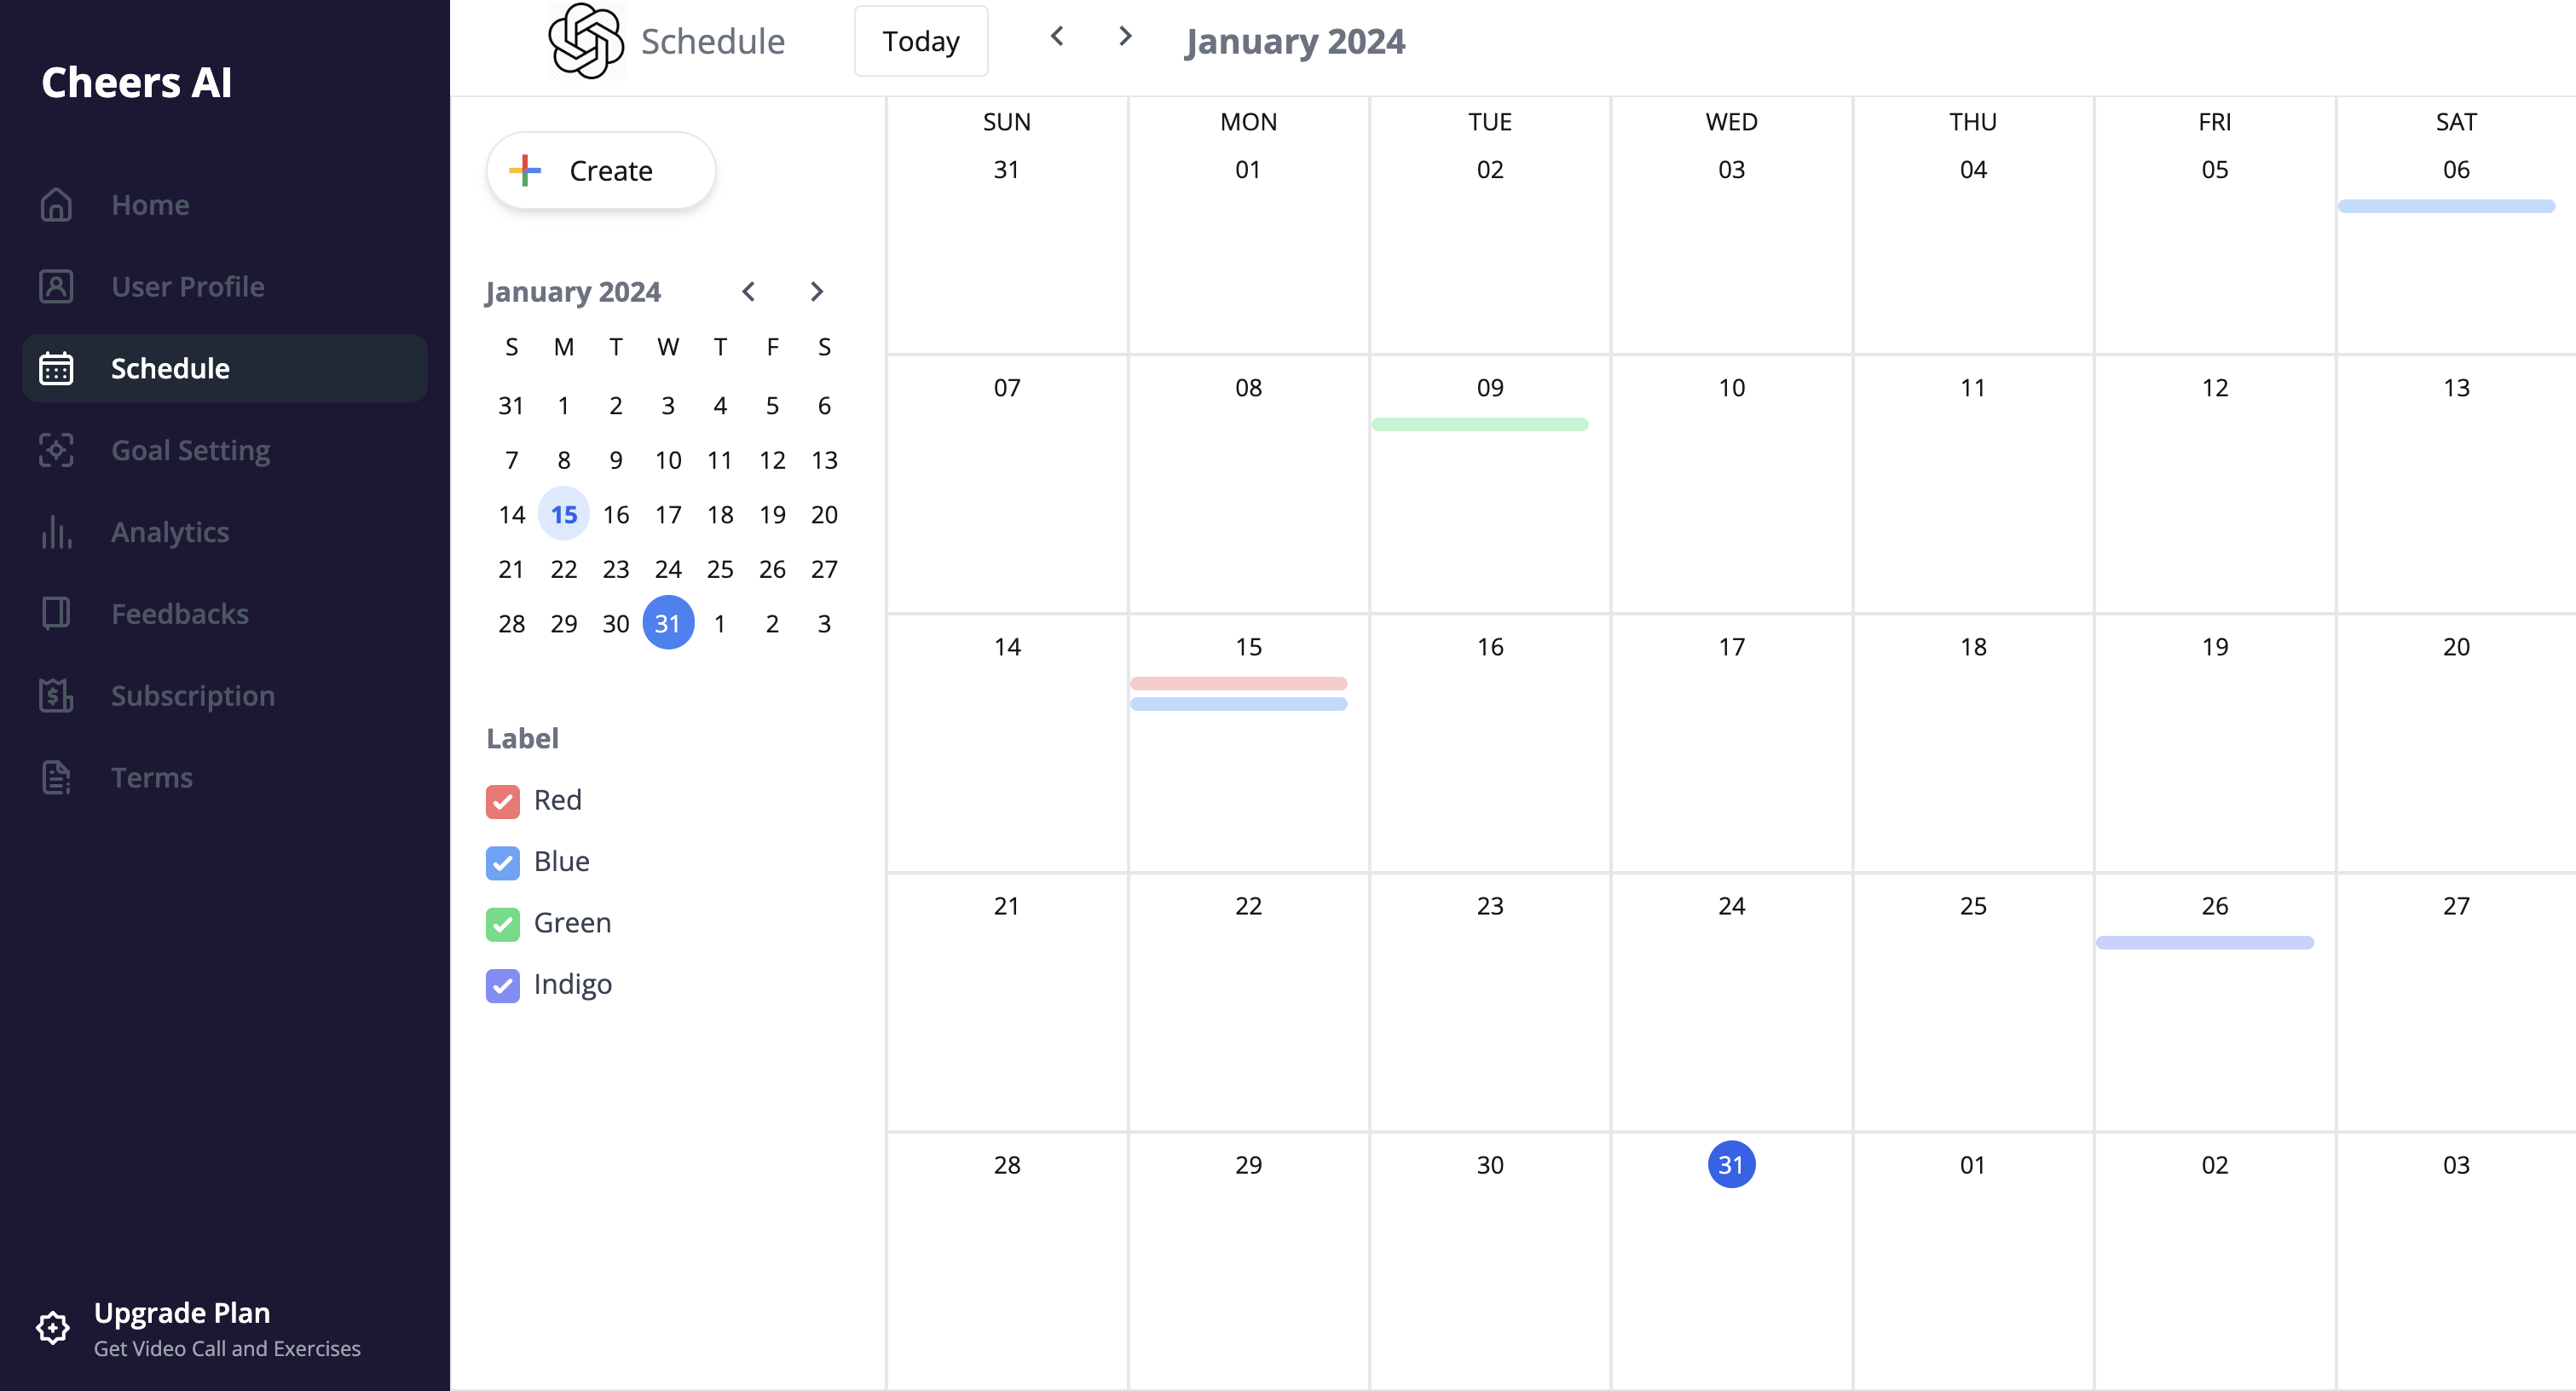 Cheers AI
Home
User Profile
Schedule
Goal Setting
Analytics
Feedbacks
Subscription
Terms
Upgrade Plan
Get Video Call and Exercises
Schedule Today January 2024
Create
January 2024
S M T W T F S
31 1 2 3 4 5 6
7 8 9 10 11 12 13
14 15 16 17 18 19 20
21 22 23 24 25 26 27
28 29 30 31 1 2 3
Label
Red
Blue
Green
Indigo
SUN MON TUE WED THU FRI SAT
31 01 02 03 04 05 06
07 08 09 10 11 12 13
14 15 16 17 18 19 20
21 22 23 24 25 26 27
28 29 30 31 01 02 03